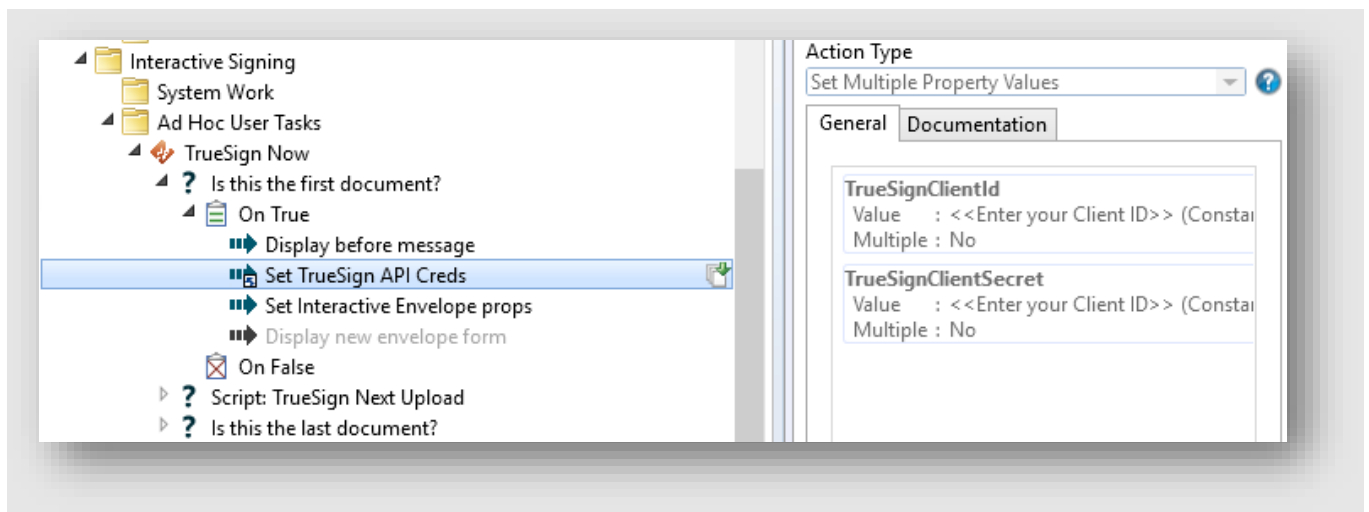 Interactive Signing
System Work
Ad Hoc User Tasks
TrueSign Now
? Is this the first document?
On True
Display before message
Set TrueSign API Creds
Set Interactive Envelope props
Display new envelope form
On False
? Script: TrueSign Next Upload
? Is this the last document?
Action Type
Set Multiple Property Values
?
General Documentation
TrueSignClientId
Value : <<Enter your Client ID>> (Constan
Multiple : No
TrueSignClientSecret
Value : <<Enter your Client ID>> (Constan
Multiple : No